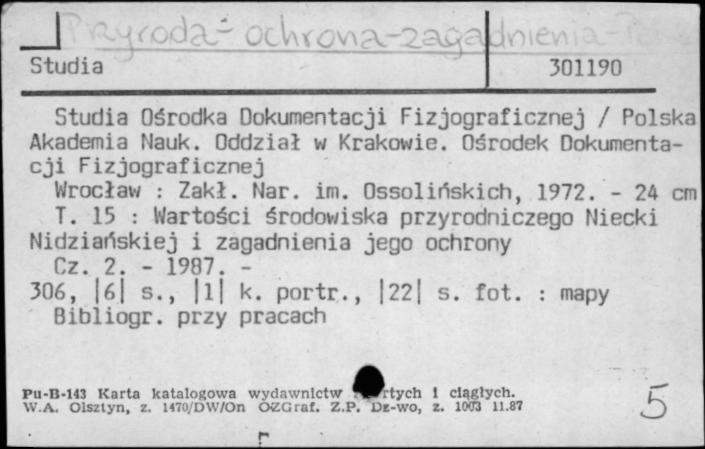 Przyroda - ochrona - zagadnienia -
Studia 301190
Studia Ośrodka Dokumentacji Fizjograficznej / Polska
Akademia Nauk. Oddział w Krakowie. Ośrodek Dokumenta-
cji Fizjograficznej
Wrocław : Zakł. Nar. im. Ossolińskich, 1972. - 24 cm
T. 15 : Wartości środowiska przyrodniczego Niecki
Nidziańskiej i zagadnienia jego ochrony
Cz. 2. - 1987. -
306, |6| s., |1| k. portr., |22| s. fot. : mapy
Bibliogr. przy pracach
Pu-B-143 Karta katalogowa wydawnictw i ciągłych.
W.A. Olsztyn, z. 1470/DW/On OZGraf. Z.P. Dz-wo, z. 1003 11.87
5